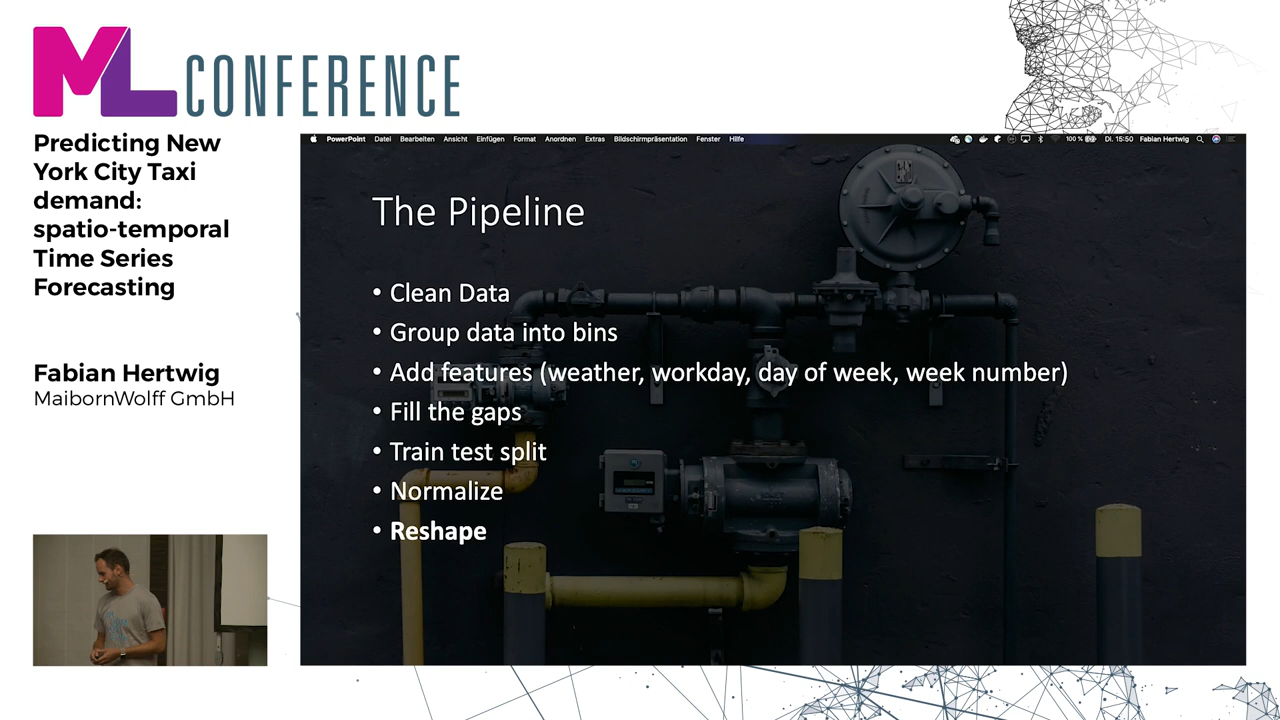 ML CONFERENCE
Predicting New
York City Taxi
demand:
spatio-temporal
Time Series
Forecasting
Fabian Hertwig
MaibornWolff GmbH
PowerPoint Datei Bearbeiten Ansicht Einfügen Format Anordnen Extras Bildschirmpräsentation Fenster Hilfe 100 % Di. 15:50 Fabian Hertwig
The Pipeline
• Clean Data
• Group data into bins
• Add features (weather, workday, day of week, week number)
• Fill the gaps
• Train test split
• Normalize
• Reshape